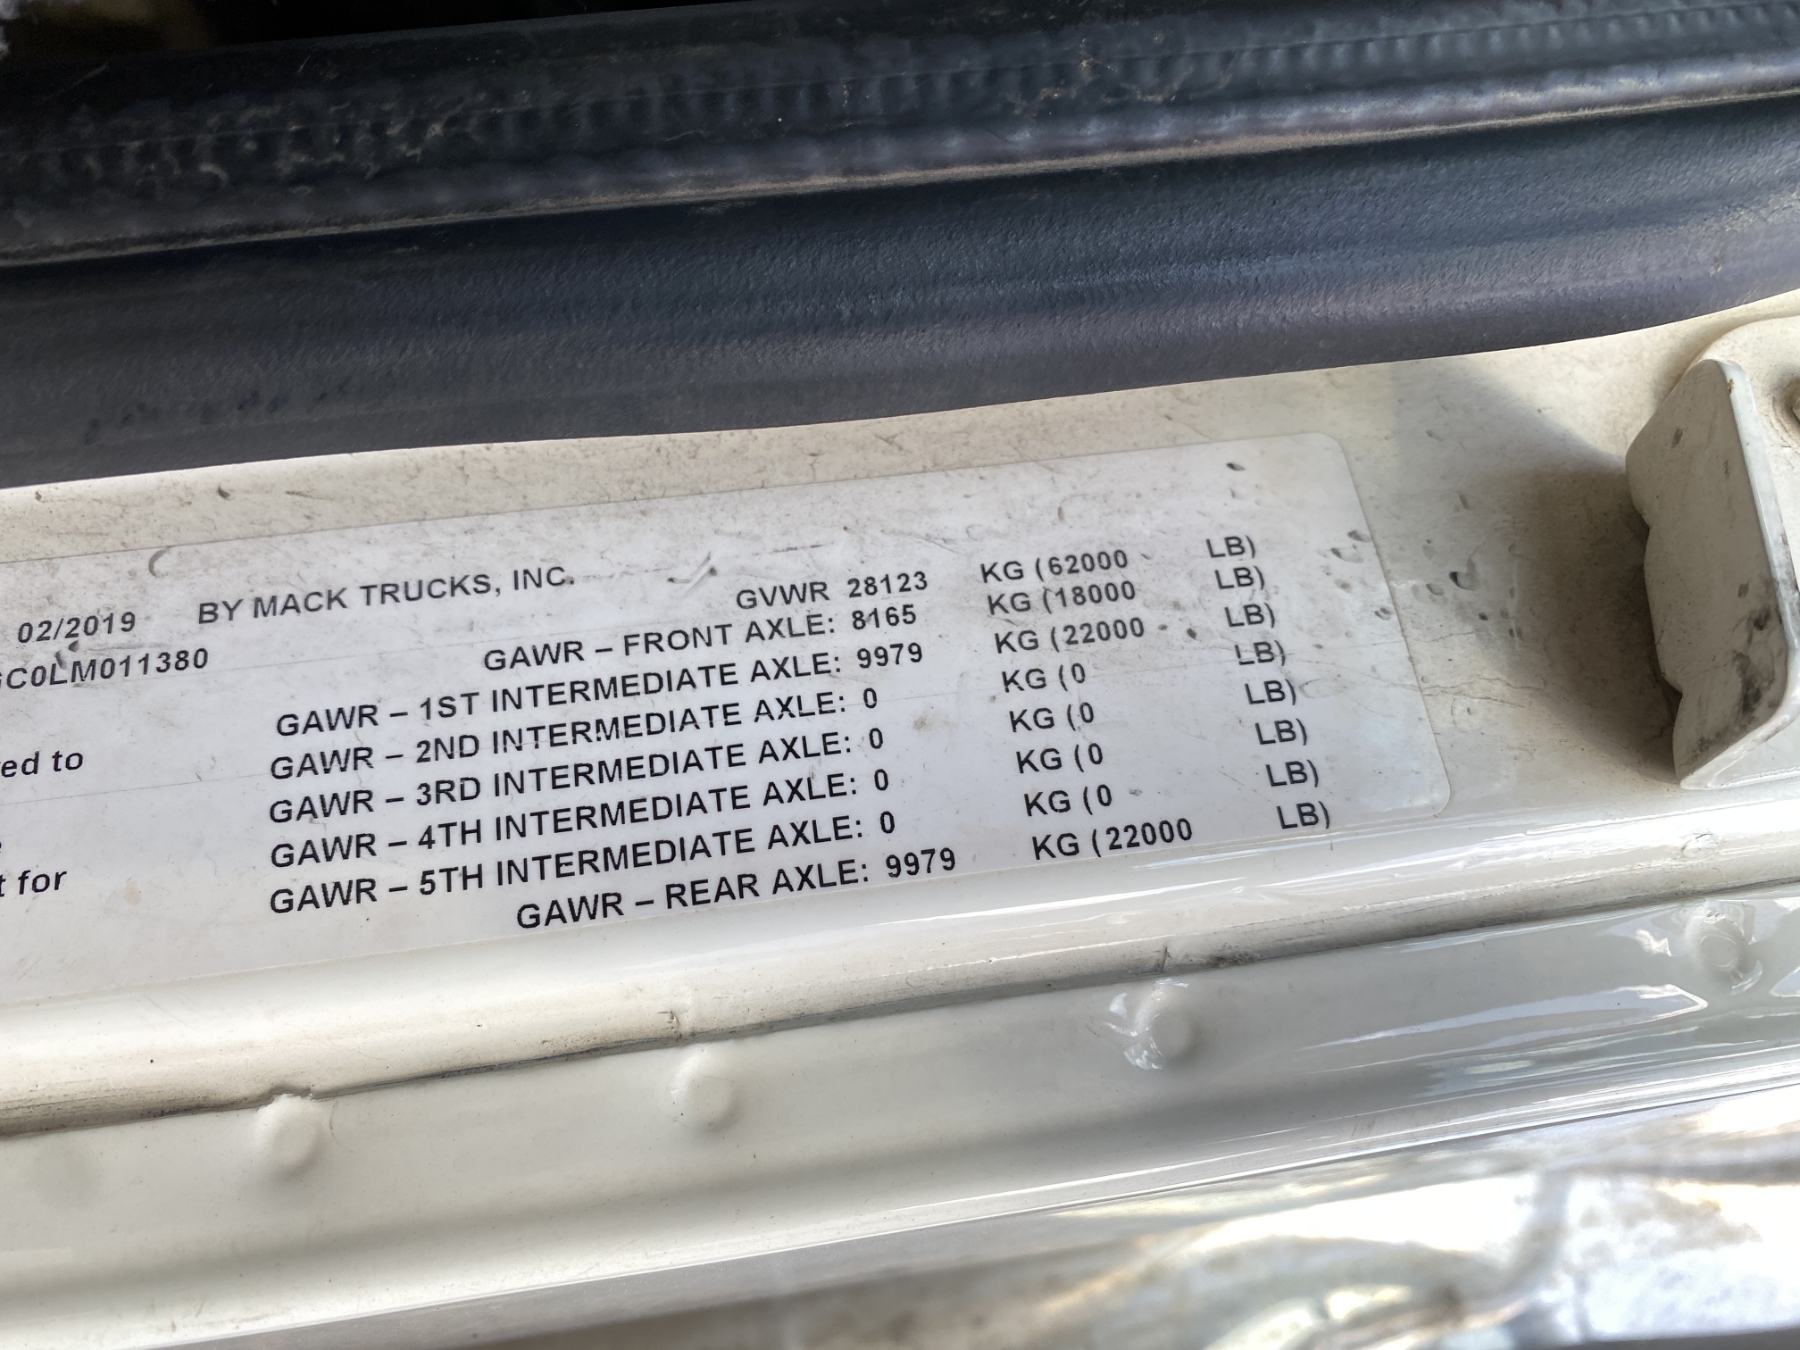 02/2019 BY MACK TRUCKS, INC.
GVWR 28123 KG (62000 LB)
C0LM011380
GAWR – FRONT AXLE: 8165 KG (18000 LB)
GAWR – 1ST INTERMEDIATE AXLE: 9979 KG (22000 LB)
GAWR – 2ND INTERMEDIATE AXLE: 0 KG (0 LB)
ed to
GAWR – 3RD INTERMEDIATE AXLE: 0 KG (0 LB)
GAWR – 4TH INTERMEDIATE AXLE: 0 KG (0 LB)
t for
GAWR – 5TH INTERMEDIATE AXLE: 0 KG (0 LB)
GAWR – REAR AXLE: 9979 KG (22000 LB)